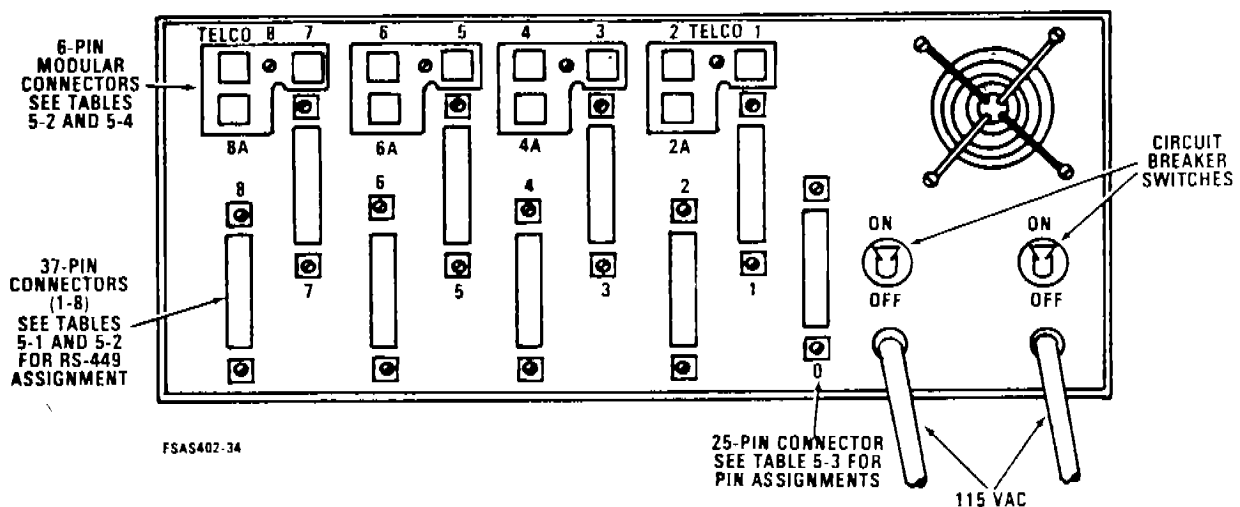 6-PIN
MODULAR
CONNECTORS
SEE TABLES
5-2 AND 5-4
TELCO 8 7
6 5
4 3
2 TELCO 1
8A
6A
4A
2A
8
6
4
2
7
5
3
1
0
37-PIN
CONNECTORS
(1-8)
SEE TABLES
5-1 AND 5-2
FOR RS-449
ASSIGNMENT
CIRCUIT
BREAKER
SWITCHES
ON
OFF
ON
OFF
25-PIN CONNECTOR
SEE TABLE 5-3 FOR
PIN ASSIGNMENTS
115 VAC
FSAS402-34